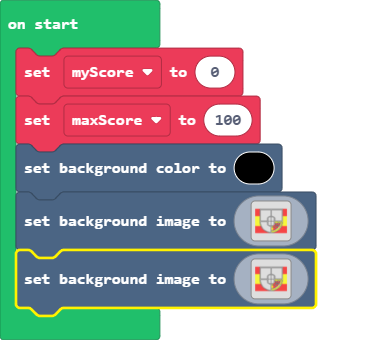 on start
set myScore to 0
set maxScore to 100
set background color to
set background image to
set background image to